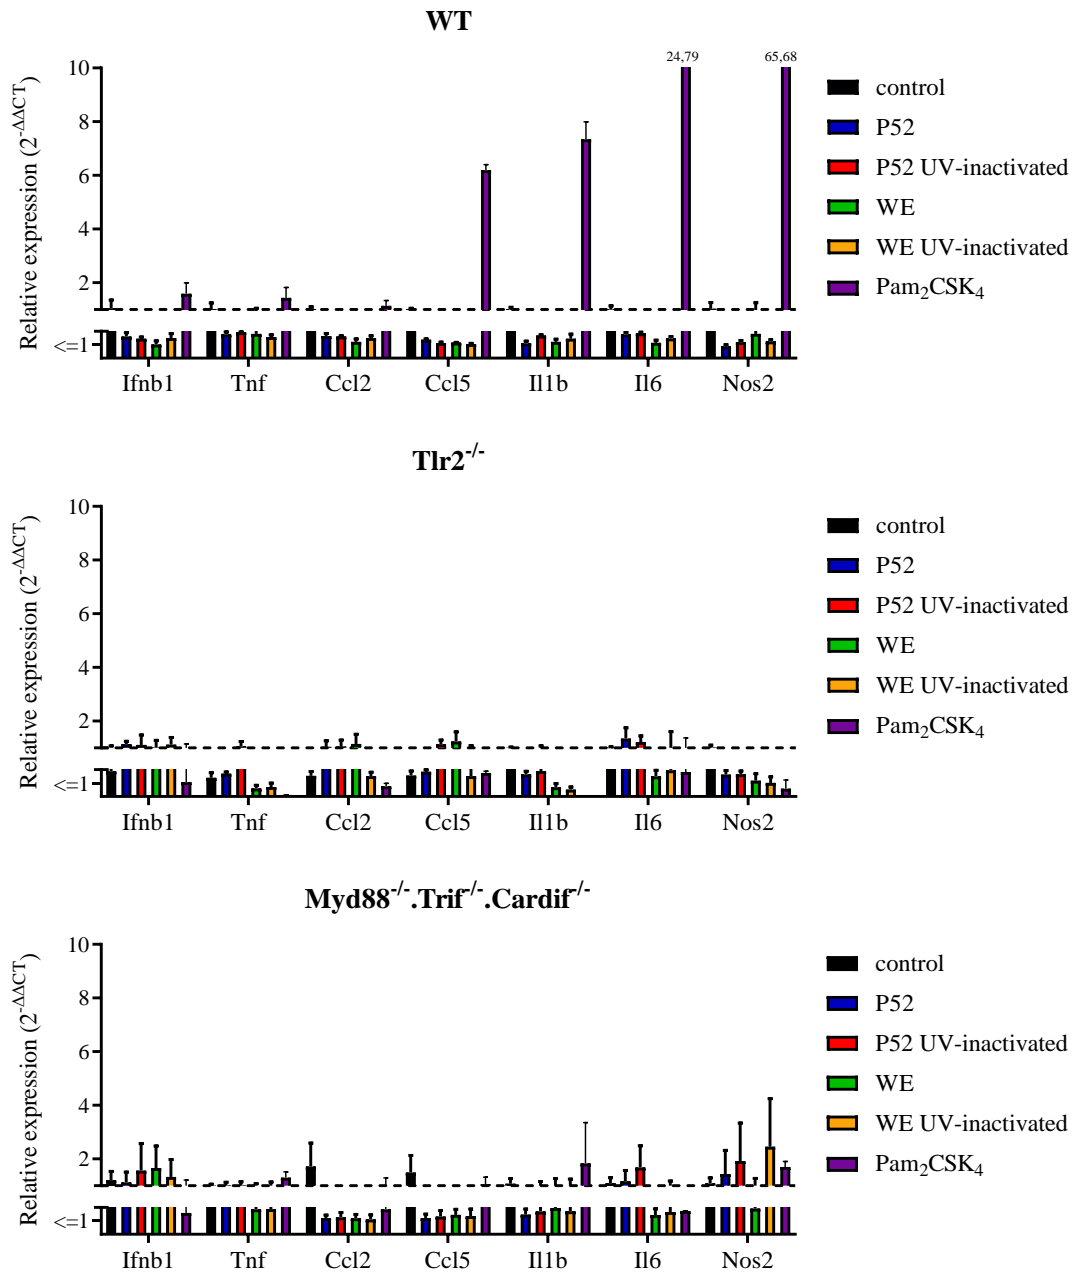 WT
Relative expression (2^-ΔΔCT)
10
8
6
4
2
<=1
24,79
65,68
Ifnb1 Tnf Ccl2 Ccl5 Il1b Il6 Nos2
control
P52
P52 UV-inactivated
WE
WE UV-inactivated
Pam₂CSK₄
Tlr2^-/-
Relative expression (2^-ΔΔCT)
10
8
6
4
2
<=1
Ifnb1 Tnf Ccl2 Ccl5 Il1b Il6 Nos2
control
P52
P52 UV-inactivated
WE
WE UV-inactivated
Pam₂CSK₄
Myd88^-/-.Trif^-/-.Cardif^-/-
Relative expression (2^-ΔΔCT)
10
8
6
4
2
<=1
Ifnb1 Tnf Ccl2 Ccl5 Il1b Il6 Nos2
control
P52
P52 UV-inactivated
WE
WE UV-inactivated
Pam₂CSK₄